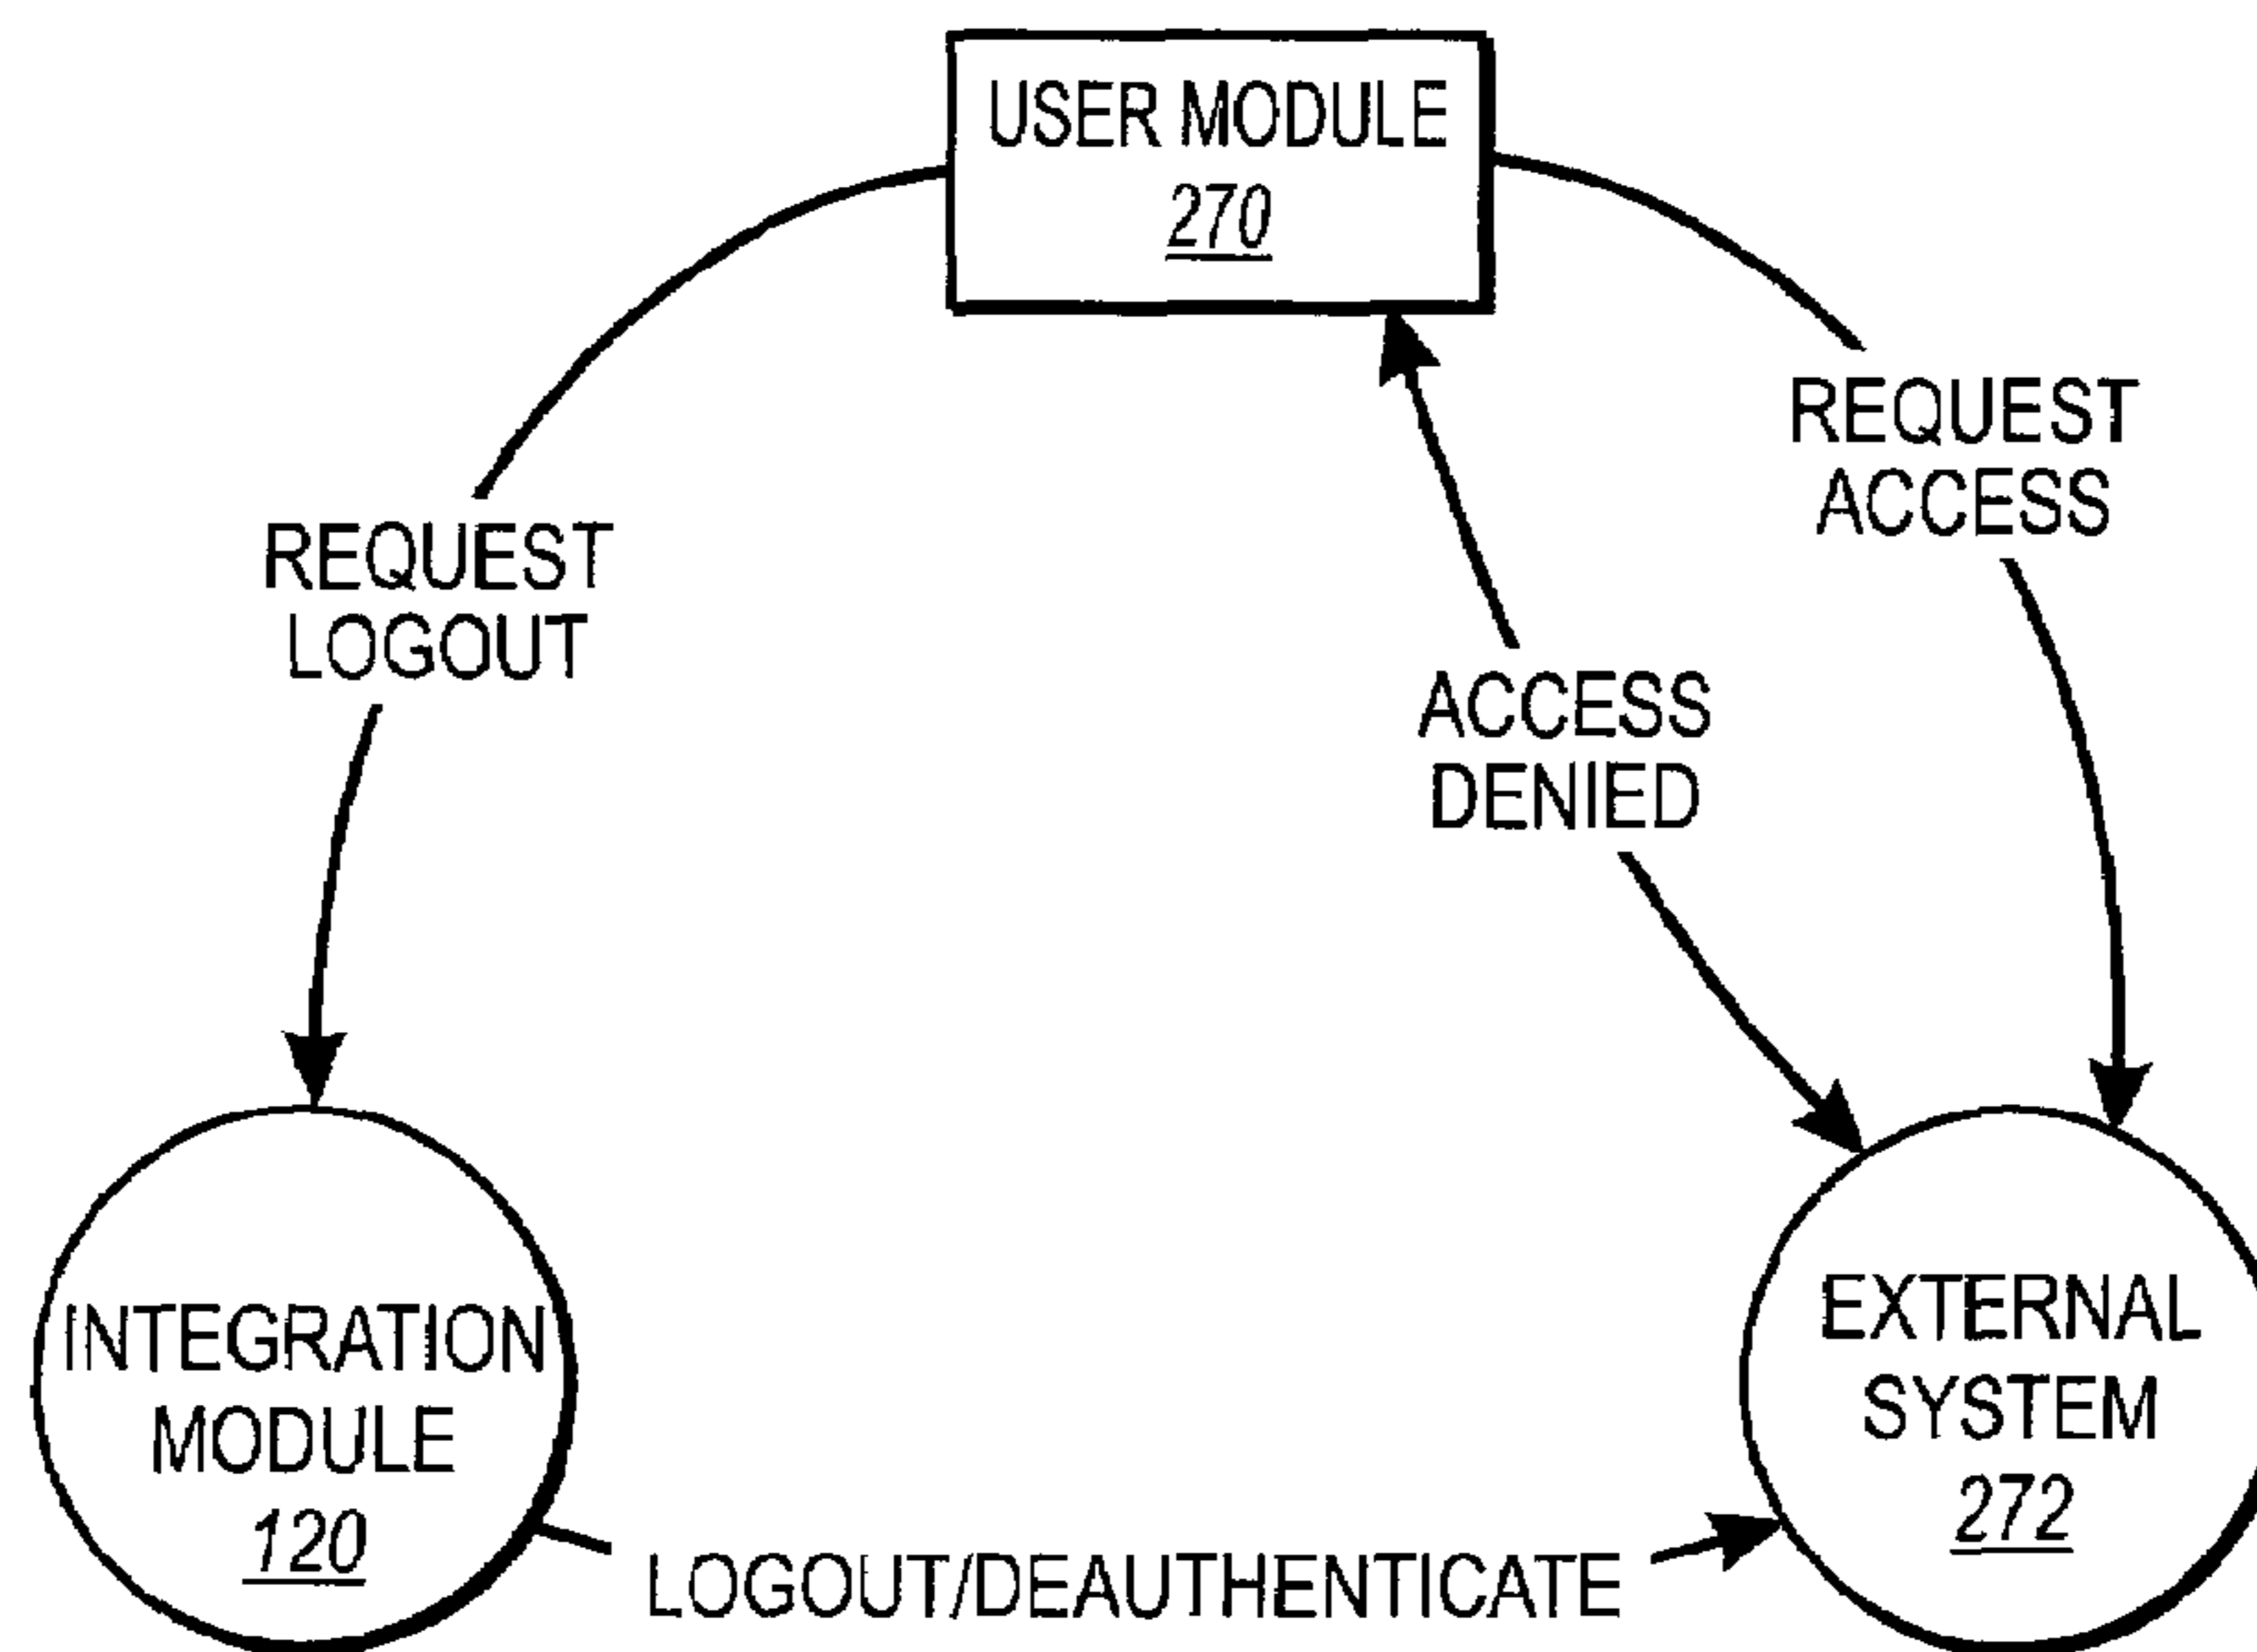 USER MODULE
270
REQUEST
ACCESS
REQUEST
LOGOUT
ACCESS
DENIED
INTEGRATION
MODULE
120
EXTERNAL
SYSTEM
272
LOGOUT/DEAUTHENTICATE